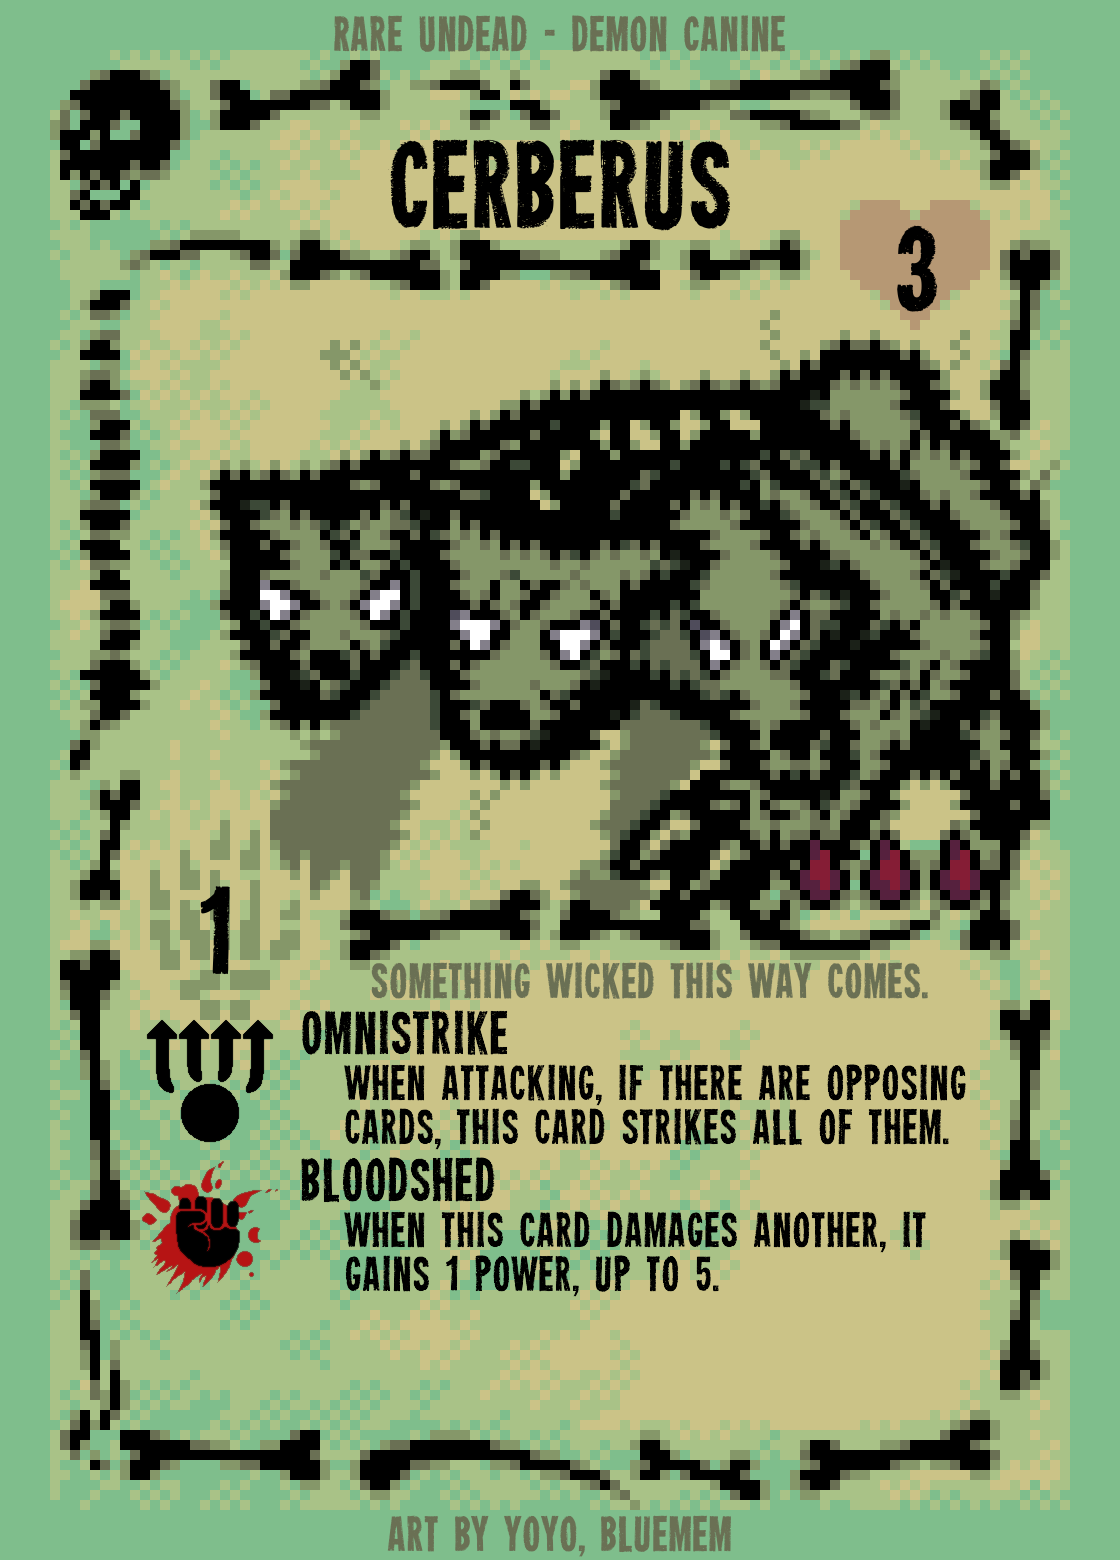 RARE UNDEAD - DEMON CANINE
CERBERUS
3
1
SOMETHING WICKED THIS WAY COMES.
OMNISTRIKE
WHEN ATTACKING, IF THERE ARE OPPOSING
CARDS, THIS CARD STRIKES ALL OF THEM.
BLOODSHED
WHEN THIS CARD DAMAGES ANOTHER, IT
GAINS 1 POWER, UP TO 5.
ART BY YOYO, BLUEMEM